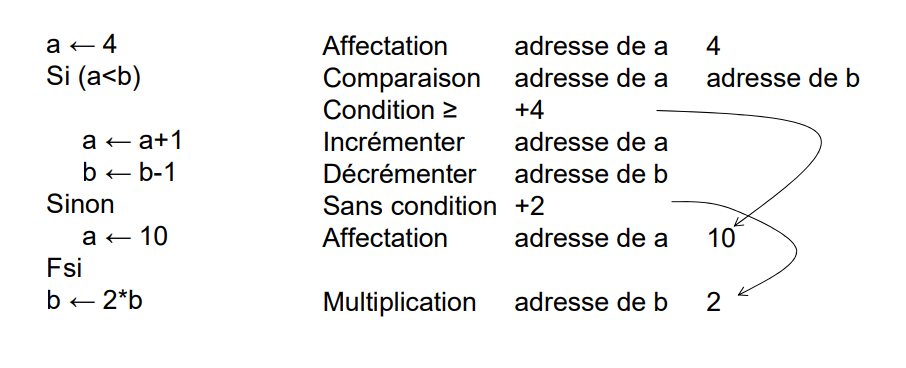 a ← 4 Affectation adresse de a 4
Si (a<b) Comparaison adresse de a adresse de b
Condition ≥ +4
a ← a+1 Incrémenter adresse de a
b ← b-1 Décrémenter adresse de b
Sinon Sans condition +2
a ← 10 Affectation adresse de a 10
Fsi
b ← 2*b Multiplication adresse de b 2